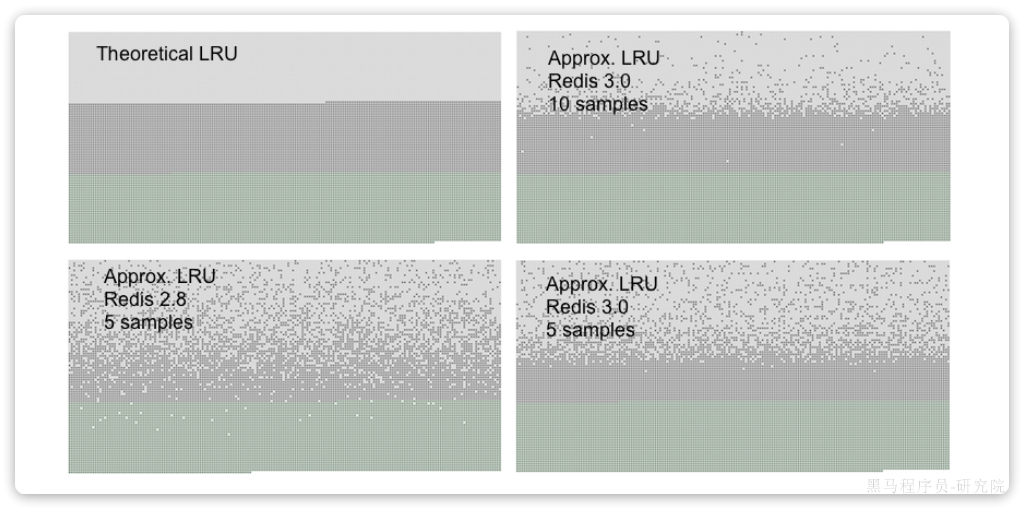 Theoretical LRU
Approx. LRU
Redis 3.0
10 samples
Approx. LRU
Redis 2.8
5 samples
Approx. LRU
Redis 3.0
5 samples
黑马程序员-研究院